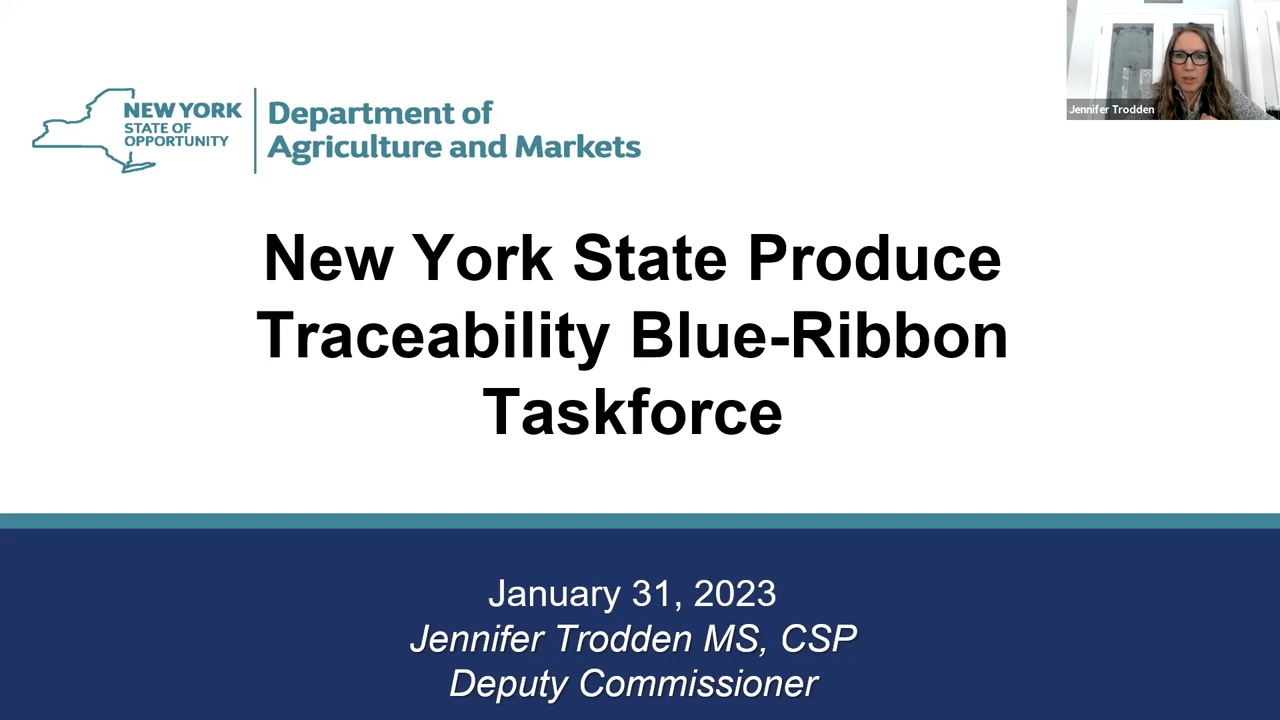 NEW YORK
STATE OF
OPPORTUNITY
Department of
Agriculture and Markets
Jennifer Trodden
New York State Produce
Traceability Blue-Ribbon
Taskforce
January 31, 2023
Jennifer Trodden MS, CSP
Deputy Commissioner